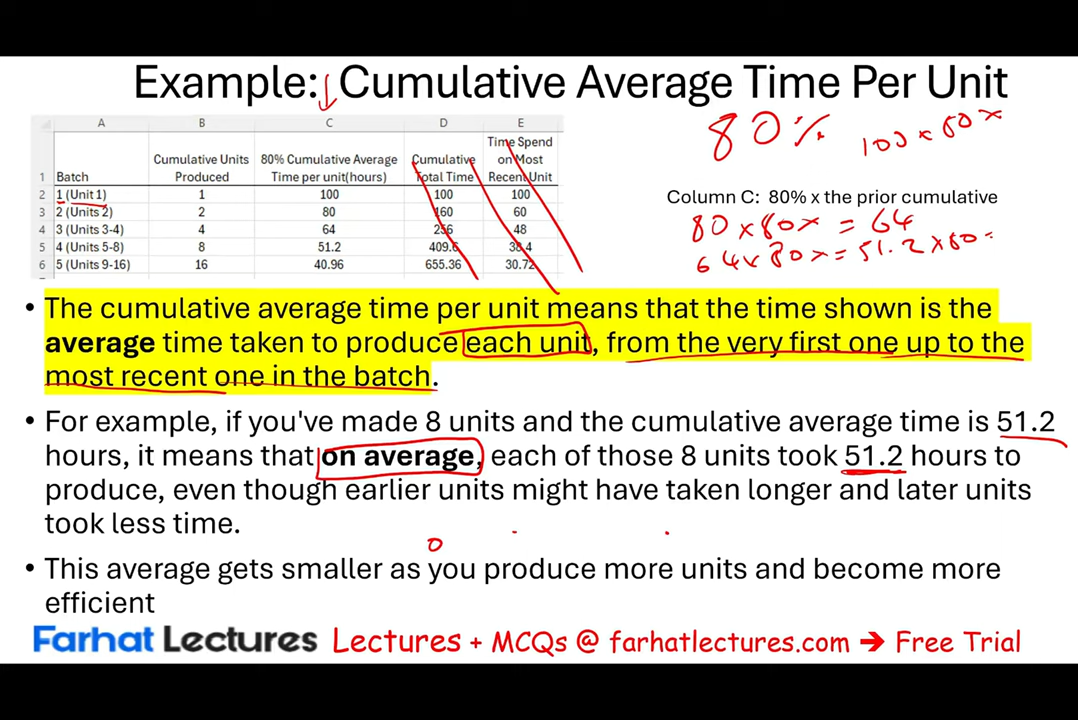 Example: Cumulative Average Time Per Unit
80% 100 x 80%
A B C D E
Cumulative Units 80% Cumulative Average Cumulative Time Spend on Most
1 Batch Produced Time per unit(hours) Total Time Recent Unit
2 1 (Unit 1) 1 100 100 100
3 2 (Units 2) 2 80 160 60
4 3 (Units 3-4) 4 64 256 48
5 4 (Units 5-8) 8 51.2 409.6 38.4
6 5 (Units 9-16) 16 40.96 655.36 30.72
Column C: 80% x the prior cumulative
80 x 80% = 64
64 x 80% = 51.2 x 80 =
• The cumulative average time per unit means that the time shown is the
average time taken to produce each unit, from the very first one up to the
most recent one in the batch.
• For example, if you've made 8 units and the cumulative average time is 51.2
hours, it means that on average, each of those 8 units took 51.2 hours to
produce, even though earlier units might have taken longer and later units
took less time.
• This average gets smaller as you produce more units and become more
efficient
Farhat Lectures Lectures + MCQs @ farhatlectures.com → Free Trial